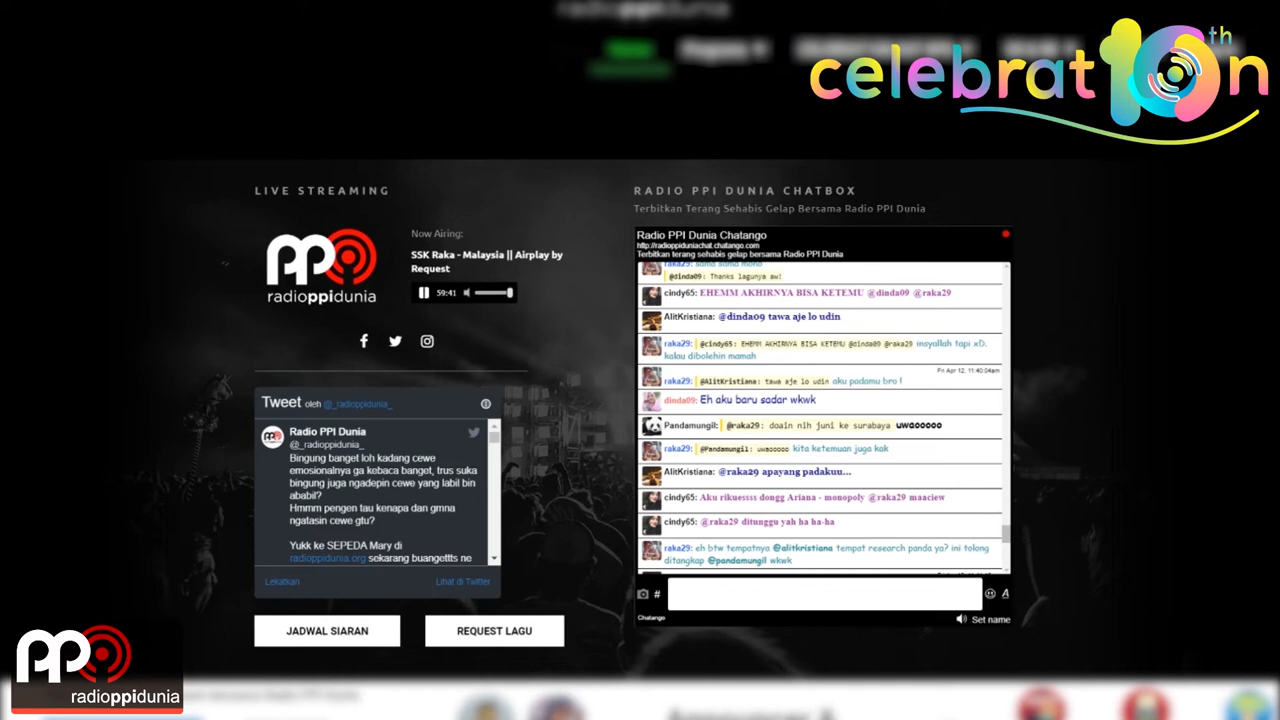 radioppidunia
celebrat10n
th
LIVE STREAMING
ppi
radioppidunia
Now Airing:
SSK Raka - Malaysia || Airplay by
Request
59:41
Tweet oleh @_radioppidunia_
Radio PPI Dunia
@_radioppidunia_
Bingung banget loh kadang cewe
emosionalnya ga kebaca banget, trus suka
bingung juga ngadepin cewe yang labil bin
ababil?
Hmmm pengen tau kenapa dan gmna
ngatasin cewe gtu?
Yukk ke SEPEDA Mary di
radioppidunia.org sekarang buangettts ne
Lekatkan
Lihat di Twitter
JADWAL SIARAN
REQUEST LAGU
RADIO PPI DUNIA CHATBOX
Terbitkan Terang Sehabis Gelap Bersama Radio PPI Dunia
Radio PPI Dunia Chatango
http://radioppiduniachat.chatango.com
Terbitkan terang sehabis gelap bersama Radio PPI Dunia
raka29: sama sama mono
@dinda09: Thanks lagunya aw!
cindy65: EHEMM AKHIRNYA BISA KETEMU @dinda09 @raka29
AlitKristiana: @dinda09 tawa aje lo udin
raka29: @cindy65: EHEMM AKHIRNYA BISA KETEMU @dinda09 @raka29 insyallah tapi xD.
kalau dibolehin mamah
Fri Apr 12, 11:40:04am
raka29: @AlitKristiana: tawa aje lo udin aku padamu bro !
dinda09: Eh aku baru sadar wkwk
Pandamungil: @raka29: doain nih juni ke surabaya uwaooooo
raka29: @Pandamungil: uwaooooo kita ketemuan juga kak
AlitKristiana: @raka29 apayang padakuu...
cindy65: Aku rikuessss dongg Ariana - monopoly @raka29 maaciew
cindy65: @raka29 ditunggu yah ha ha-ha
raka29: eh btw tempatnya @alitkristiana tempat research panda ya? ini tolong
ditangkap @pandamungil wkwk
#
A
Chatango
Set name
ppi
radioppidunia